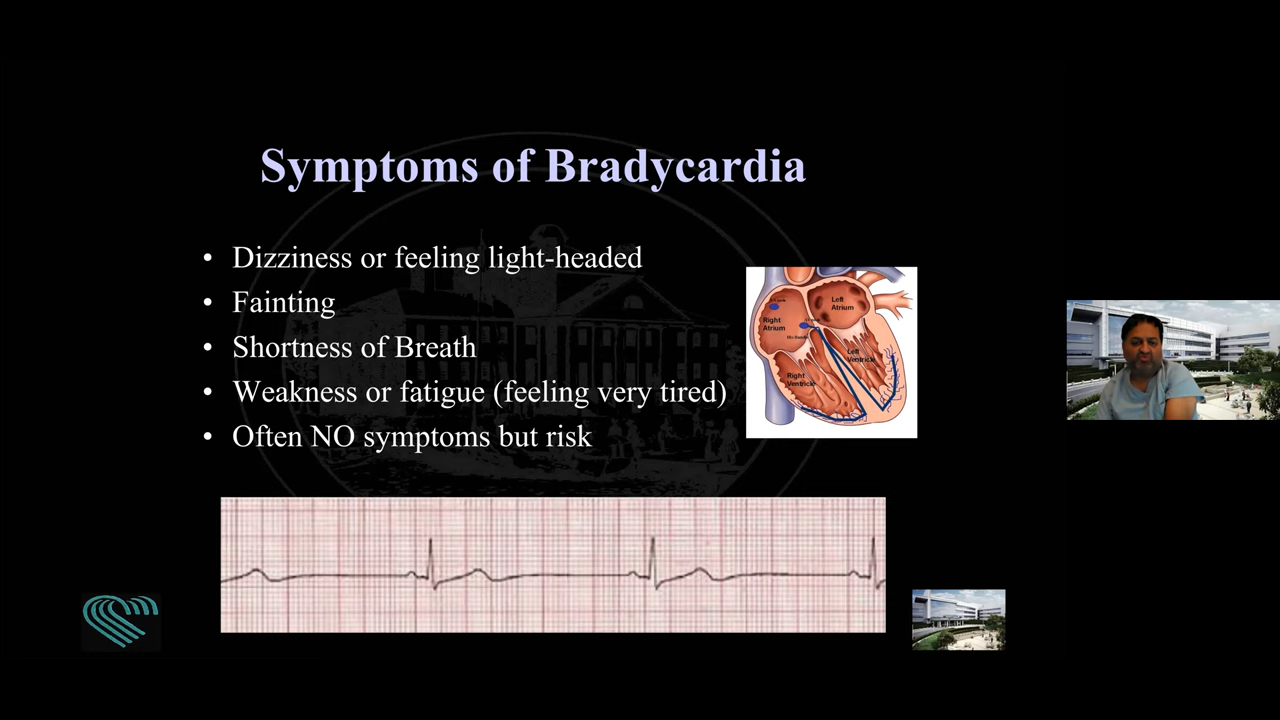 Symptoms of Bradycardia
• Dizziness or feeling light-headed
• Fainting
• Shortness of Breath
• Weakness or fatigue (feeling very tired)
• Often NO symptoms but risk
Left
Atrium
Right
Atrium
Left
Ventricle
Right
Ventricle